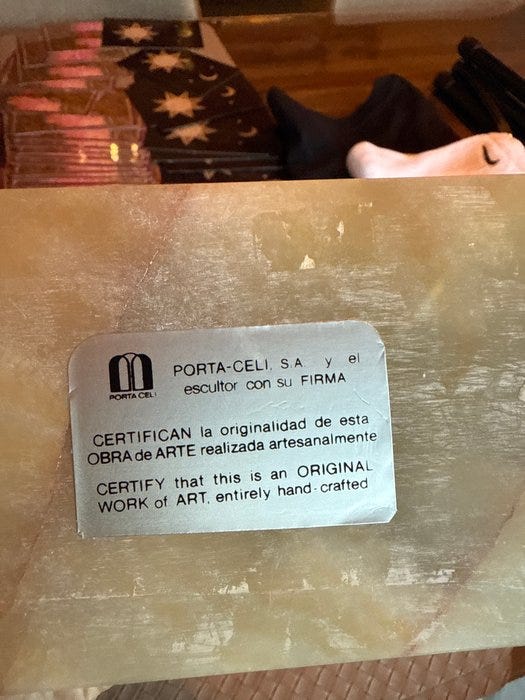 PORTA CELI
PORTA-CELI, S.A. y el
escultor con su FIRMA
CERTIFICAN la originalidad de esta
OBRA de ARTE realizada artesanalmente
CERTIFY that this is an ORIGINAL
WORK of ART, entirely hand-crafted